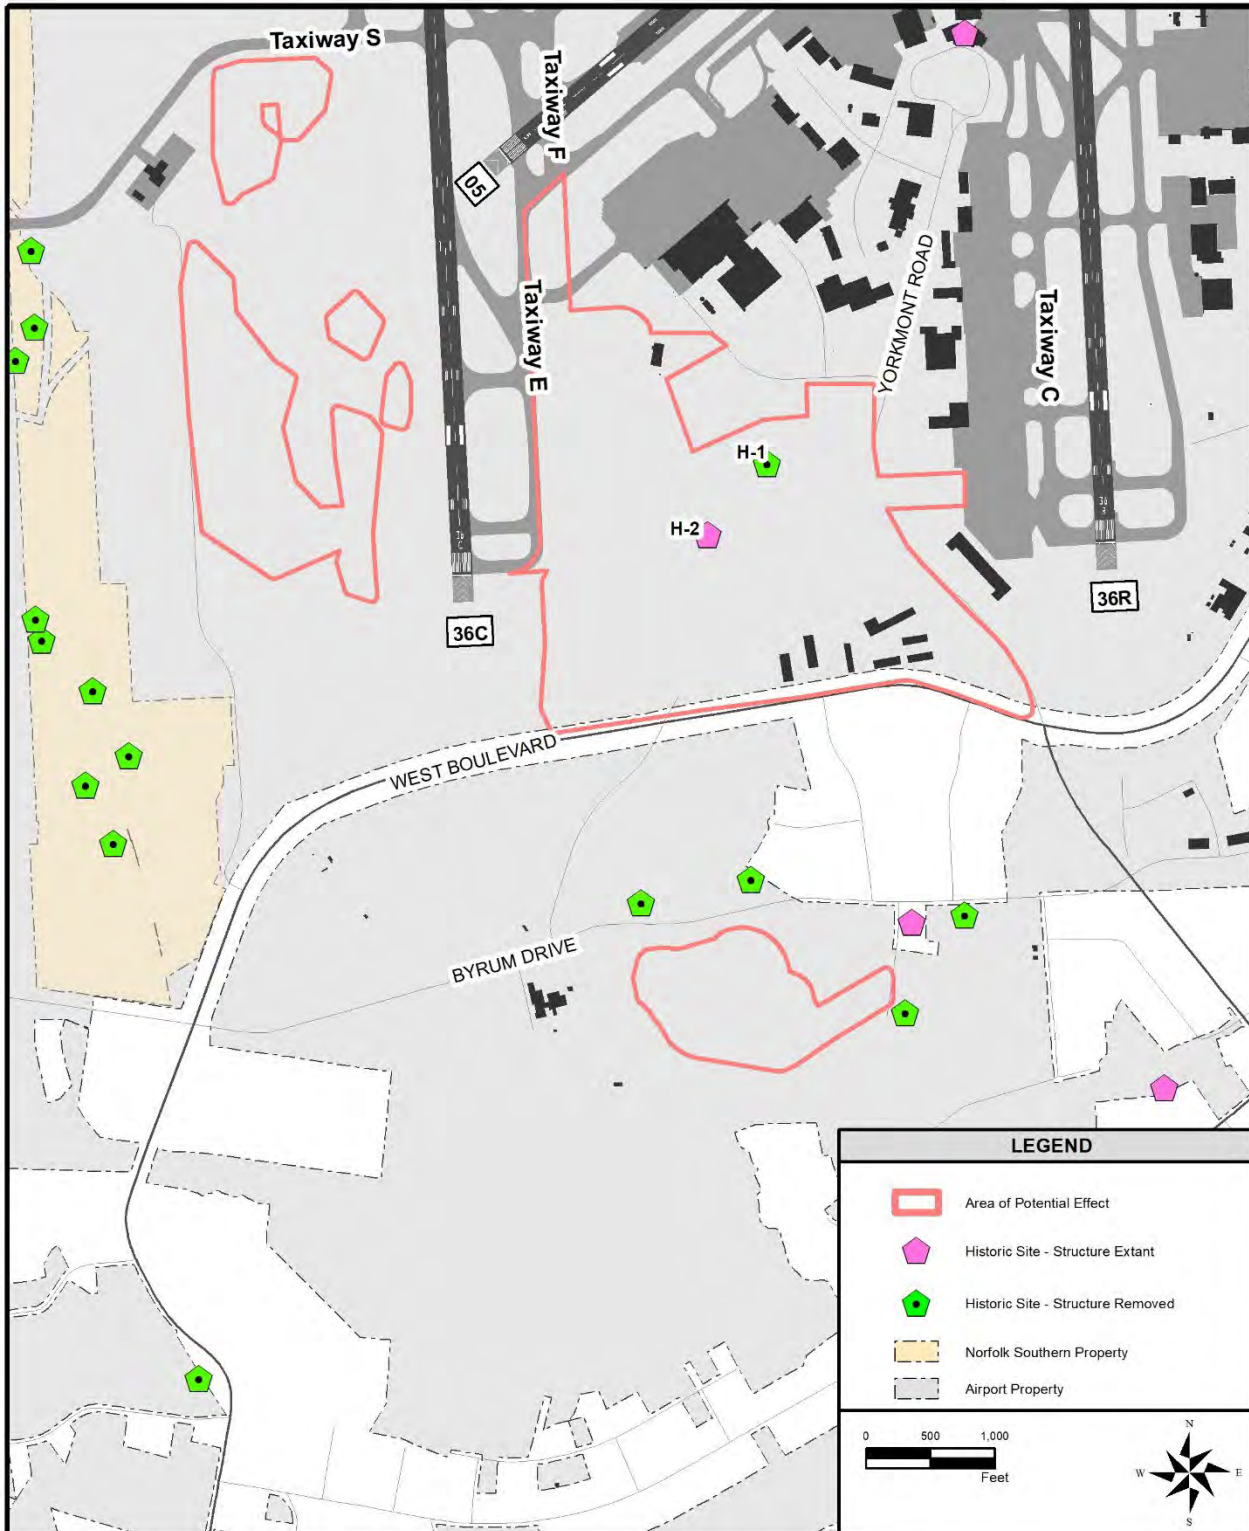 Taxiway S
Taxiway F
05
Taxiway E
YORKMONT ROAD
Taxiway C
H-1
H-2
36C
36R
WEST BOULEVARD
BYRUM DRIVE
LEGEND
Area of Potential Effect
Historic Site - Structure Extant
Historic Site - Structure Removed
Norfolk Southern Property
Airport Property
0 500 1,000
Feet
N
W E
S